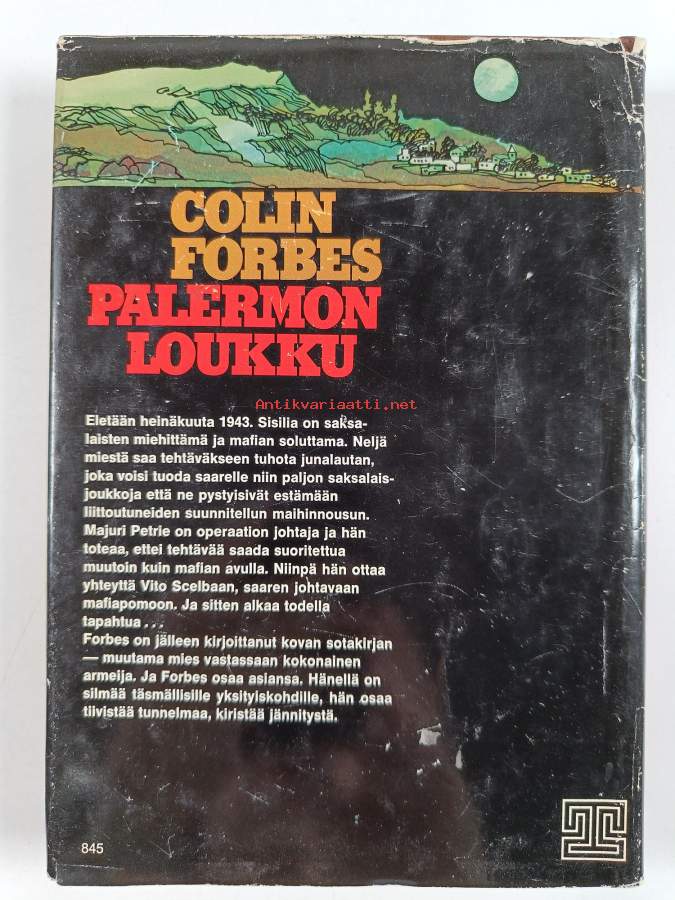 COLIN
FORBES
PALERMON
LOUKKU
Antikvariaatti.net
Eletään heinäkuuta 1943. Sisilia on saksa-
laisten miehittämä ja mafian soluttama. Neljä
miestä saa tehtäväkseen tuhota junalautan,
joka voisi tuoda saarelle niin paljon saksalais-
joukkoja että ne pystyisivät estämään
liittoutuneiden suunnitellun maihinnousun.
Majuri Petrie on operaation johtaja ja hän
toteaa, ettei tehtävää saada suoritettua
muutoin kuin mafian avulla. Niinpä hän ottaa
yhteyttä Vito Scelbaan, saaren johtavaan
mafiapomoon. Ja sitten alkaa todella
tapahtua . . .
Forbes on jälleen kirjoittanut kovan sotakirjan
— muutama mies vastassaan kokonainen
armeija. Ja Forbes osaa asiansa. Hänellä on
silmää täsmällisille yksityiskohdille, hän osaa
tiivistää tunnelmaa, kiristää jännitystä.
845